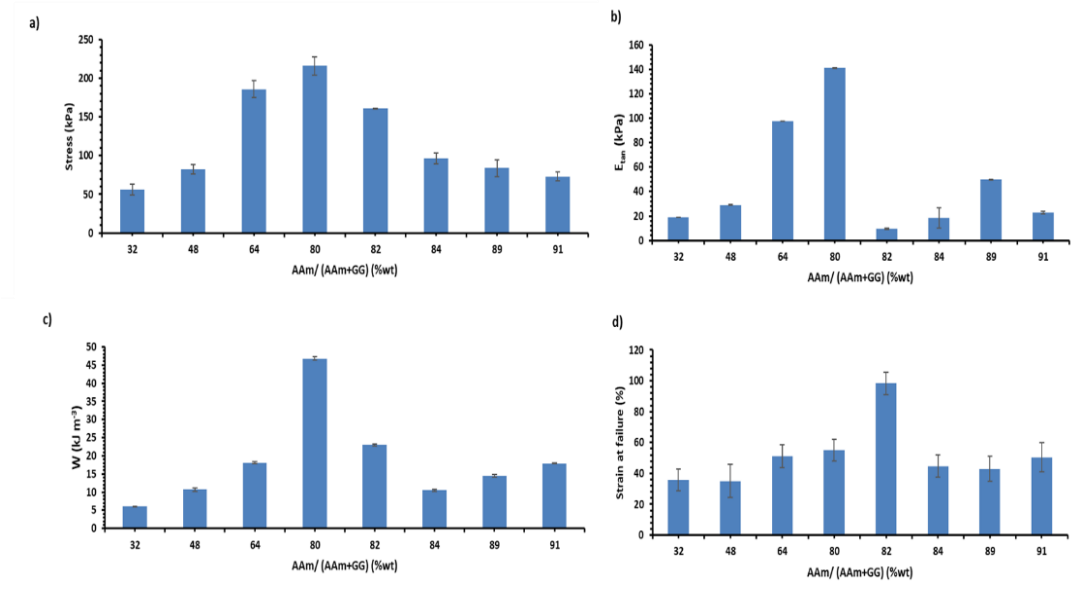 a)
Stress (kPa)
250
200
150
100
50
0
32 48 64 80 82 84 89 91
AAm/ (AAm+GG) (%wt)
b)
E tan (kPa)
160
140
120
100
80
60
40
20
0
32 48 64 80 82 84 89 91
AAm/ (AAm+GG) (%wt)
c)
W (kJ m⁻³)
50
45
40
35
30
25
20
15
10
5
0
32 48 64 80 82 84 89 91
AAm/ (AAm+GG) (%wt)
d)
Strain at failure (%)
120
100
80
60
40
20
0
32 48 64 80 82 84 89 91
AAm/ (AAm+GG) (%wt)